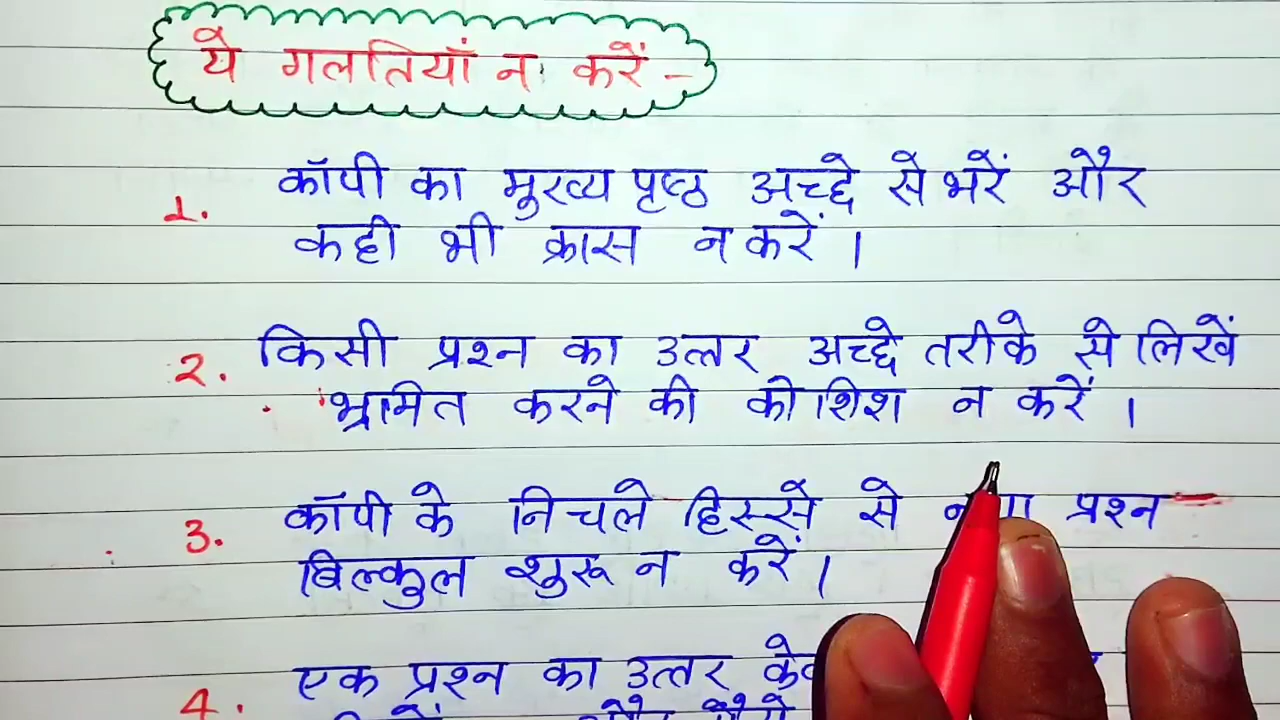 ये गलतियाँ न करें -
1. कॉपी का मुख्य पृष्ठ अच्छे से भरें और
कही भी क्रास न करें ।
2. किसी प्रश्न का उत्तर अच्छे तरीके से लिखें
भ्रामित करने की कोशिश न करें ।
3. कॉपी के निचले हिस्से से प्रश्न
बिल्कुल शुरू न करें ।
4. एक प्रश्न का उत्तर